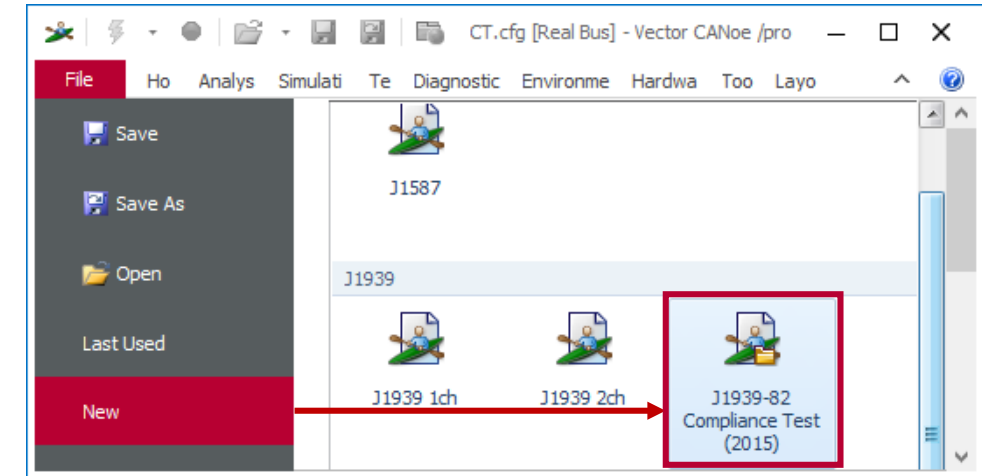 CT.cfg [Real Bus] - Vector CANoe /pro
File Ho Analys Simulati Te Diagnostic Environme Hardwa Too Layo
Save
Save As
Open
Last Used
New
J1587
J1939
J1939 1ch
J1939 2ch
J1939-82
Compliance Test
(2015)